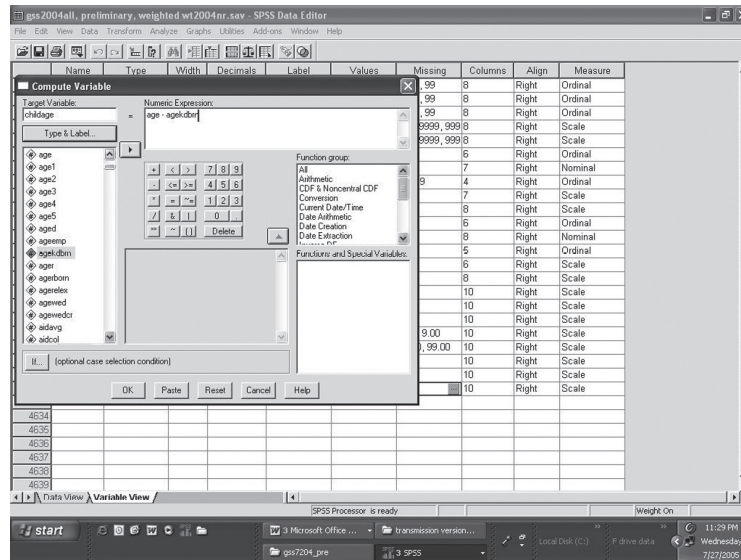 gss2004all, preliminary, weighted wt2004nr.sav - SPSS Data Editor
File Edit View Data Transform Analyze Graphs Utilities Add-ons Window Help
Name Type Width Decimals Label Values Missing Columns Align Measure
Compute Variable
Target Variable:
childage
=
Numeric Expression:
age - agekdbrn
Type & Label...
age
age1
age2
age3
age4
age5
aged
ageemp
agekdbrn
ager
agerborn
agerelex
agewed
agewedcr
aidavg
aidcol
+ < > 7 8 9
- <= >= 4 5 6
* = ~= 1 2 3
/ & | 0 .
** ~ () Delete
Function group:
All
Arithmetic
CDF & Noncentral CDF
Conversion
Current Date/Time
Date Arithmetic
Date Creation
Date Extraction
Functions and Special Variables:
If... (optional case selection condition)
OK Paste Reset Cancel Help
, 99 8 Right Ordinal
, 99 8 Right Ordinal
, 99 8 Right Ordinal
9999, 999 8 Right Scale
9999, 999 8 Right Scale
6 Right Ordinal
7 Right Nominal
9 4 Right Ordinal
7 Right Scale
8 Right Scale
6 Right Ordinal
8 Right Nominal
5 Right Ordinal
6 Right Scale
8 Right Scale
10 Right Scale
10 Right Scale
10 Right Scale
9.00 10 Right Scale
, 99.00 10 Right Scale
10 Right Scale
10 Right Scale
10 Right Scale
4634
4635
4636
4637
4638
4639
Data View Variable View
SPSS Processor is ready Weight On
start 3 Microsoft Office ... transmission version... Local Disk (C:) F drive data 11:29 PM
Wednesday
gss7204_pre 3 SPSS 7/27/2005